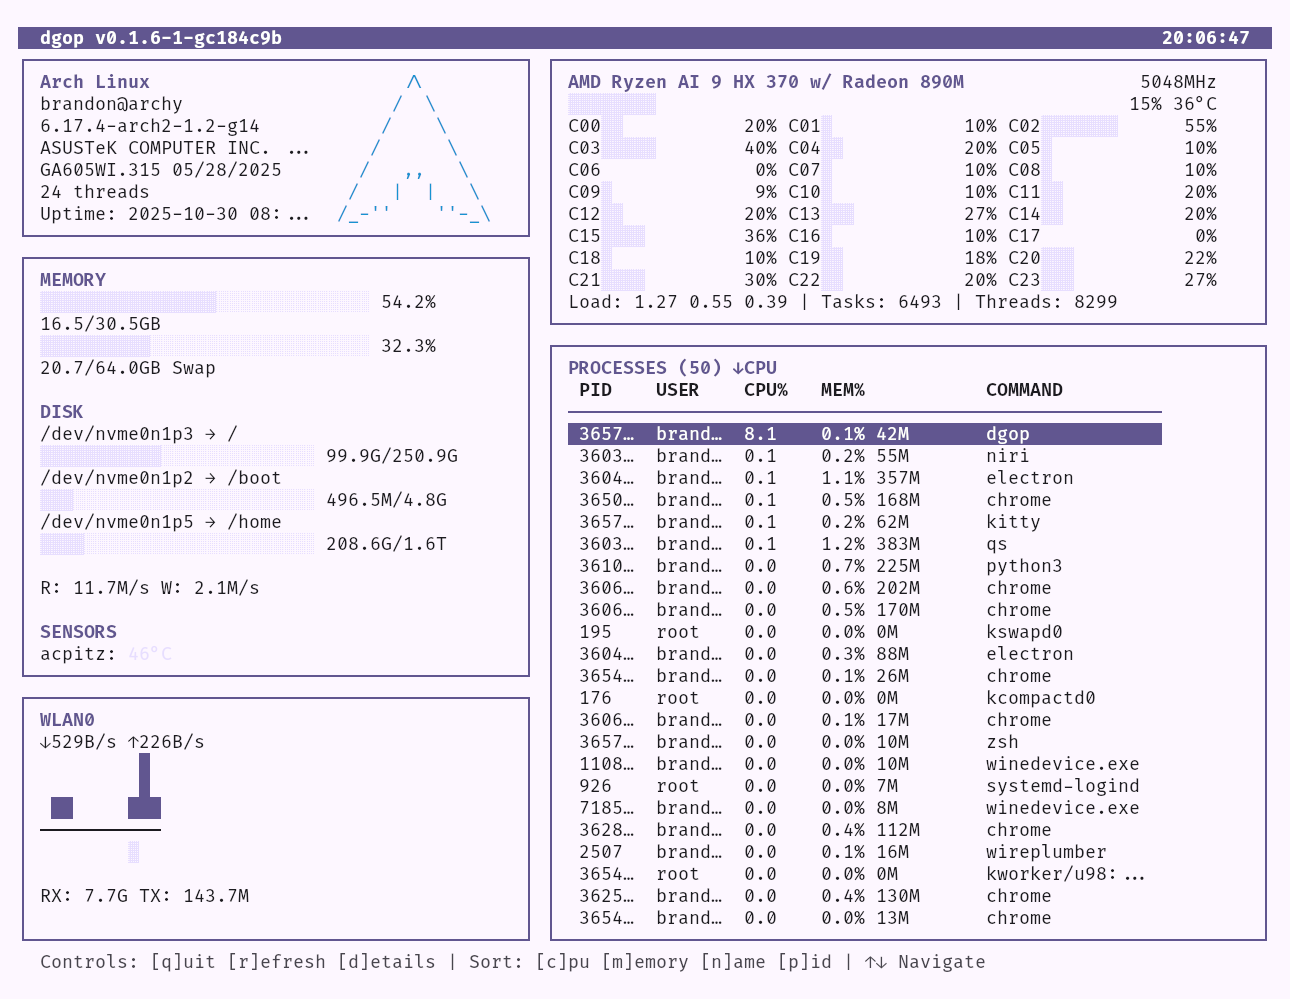 dgop v0.1.6-1-gc184c9b 20:06:47
Arch Linux
brandon@archy
6.17.4-arch2-1.2-g14
ASUSTeK COMPUTER INC. ...
GA605WI.315 05/28/2025
24 threads
Uptime: 2025-10-30 08:...
MEMORY
54.2%
16.5/30.5GB
32.3%
20.7/64.0GB Swap
DISK
/dev/nvme0n1p3 → /
99.9G/250.9G
/dev/nvme0n1p2 → /boot
496.5M/4.8G
/dev/nvme0n1p5 → /home
208.6G/1.6T
R: 11.7M/s W: 2.1M/s
SENSORS
acpitz: 46°C
WLAN0
↓529B/s ↑226B/s
RX: 7.7G TX: 143.7M
AMD Ryzen AI 9 HX 370 w/ Radeon 890M 5048MHz
15% 36°C
C00 20% C01 10% C02 55%
C03 40% C04 20% C05 10%
C06 0% C07 10% C08 10%
C09 9% C10 10% C11 20%
C12 20% C13 27% C14 20%
C15 36% C16 10% C17 0%
C18 10% C19 18% C20 22%
C21 30% C22 20% C23 27%
Load: 1.27 0.55 0.39 | Tasks: 6493 | Threads: 8299
PROCESSES (50) ↓CPU
PID USER CPU% MEM% COMMAND
3657… brand… 8.1 0.1% 42M dgop
3603… brand… 0.1 0.2% 55M niri
3604… brand… 0.1 1.1% 357M electron
3650… brand… 0.1 0.5% 168M chrome
3657… brand… 0.1 0.2% 62M kitty
3603… brand… 0.1 1.2% 383M qs
3610… brand… 0.0 0.7% 225M python3
3606… brand… 0.0 0.6% 202M chrome
3606… brand… 0.0 0.5% 170M chrome
195 root 0.0 0.0% 0M kswapd0
3604… brand… 0.0 0.3% 88M electron
3654… brand… 0.0 0.1% 26M chrome
176 root 0.0 0.0% 0M kcompactd0
3606… brand… 0.0 0.1% 17M chrome
3657… brand… 0.0 0.0% 10M zsh
1108… brand… 0.0 0.0% 10M winedevice.exe
926 root 0.0 0.0% 7M systemd-logind
7185… brand… 0.0 0.0% 8M winedevice.exe
3628… brand… 0.0 0.4% 112M chrome
2507 brand… 0.0 0.1% 16M wireplumber
3654… root 0.0 0.0% 0M kworker/u98:...
3625… brand… 0.0 0.4% 130M chrome
3654… brand… 0.0 0.0% 13M chrome
Controls: [q]uit [r]efresh [d]etails | Sort: [c]pu [m]emory [n]ame [p]id | ↑↓ Navigate